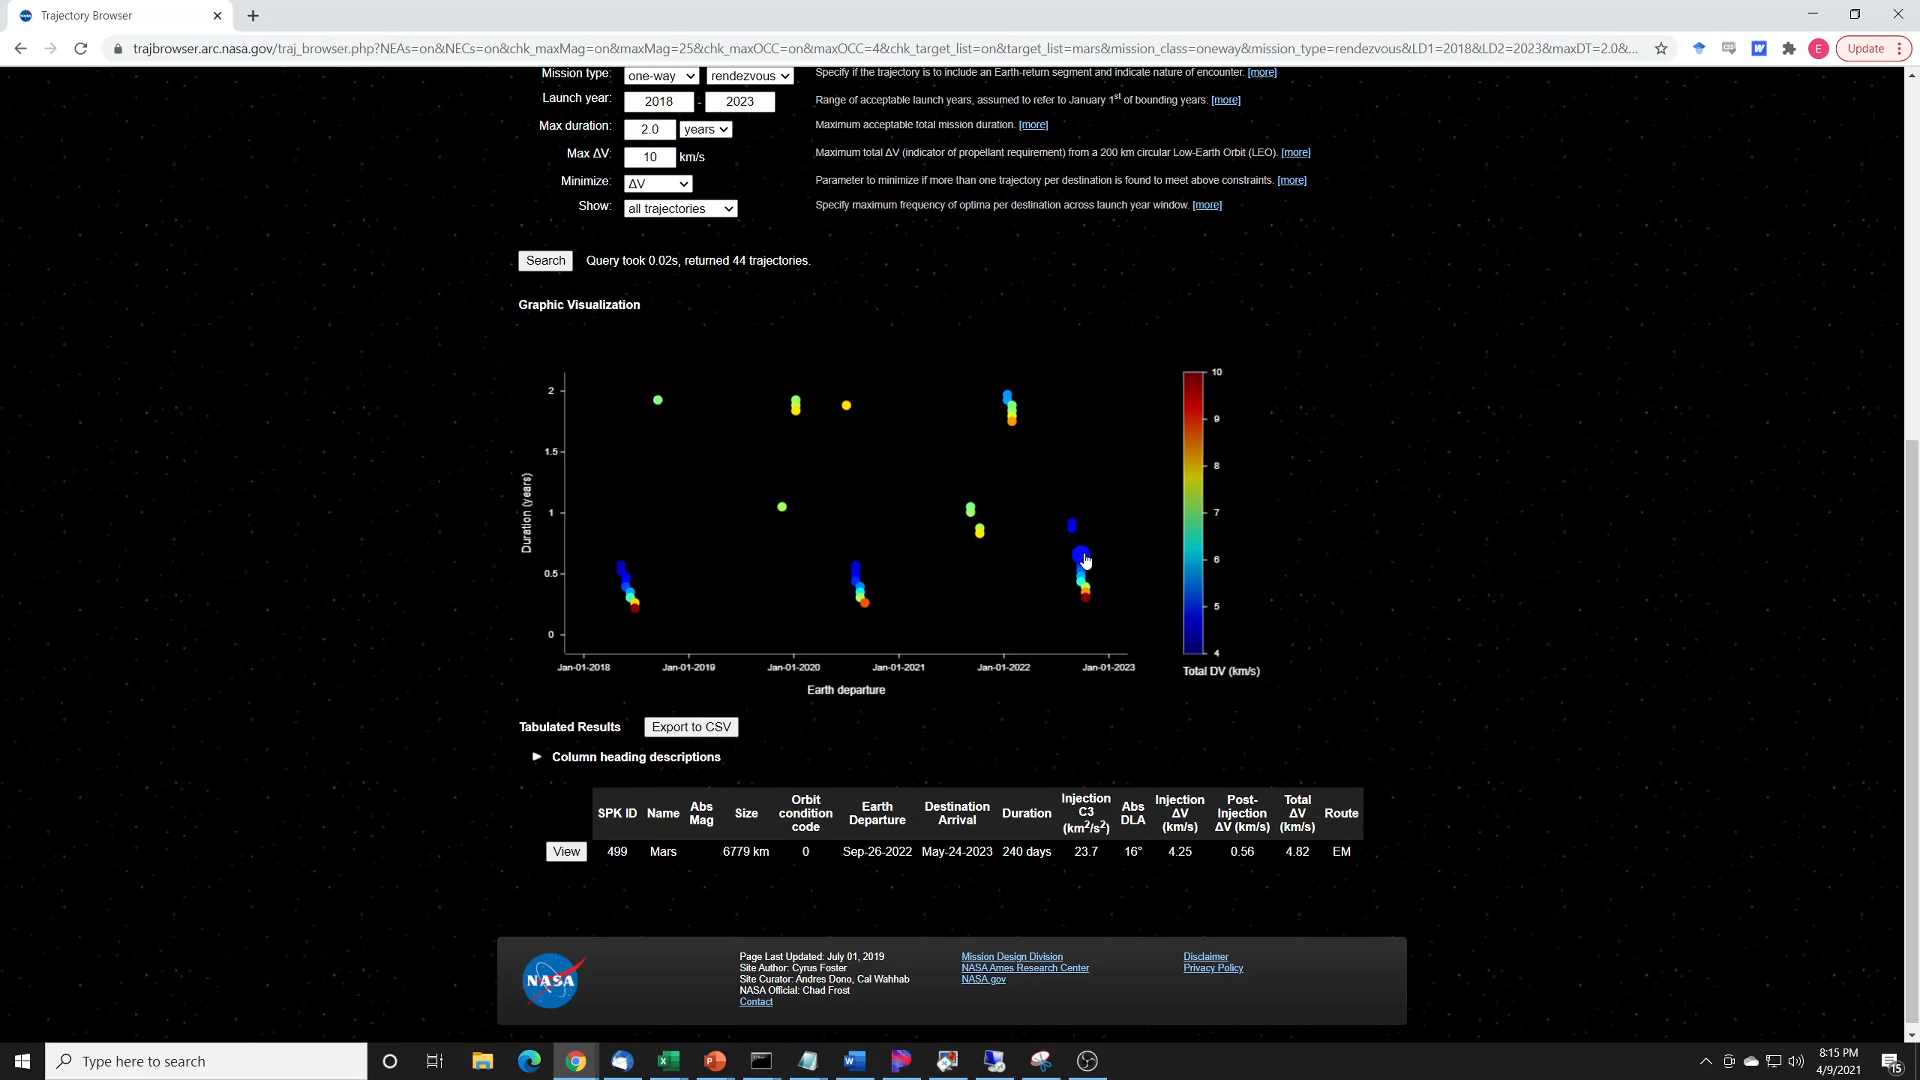 Trajectory Browser
trajbrowser.arc.nasa.gov/traj_browser.php?NEAs=on&NECs=on&chk_maxMag=on&maxMag=25&chk_maxOCC=on&maxOCC=4&chk_target_list=on&target_list=mars&mission_class=oneway&mission_type=rendezvous&LD1=2018&LD2=2023&maxDT=2.0&...
E
Update
Mission type: one-way rendezvous Specify if the trajectory is to include an Earth-return segment and indicate nature of encounter. [more]
Launch year: 2018 - 2023 Range of acceptable launch years, assumed to refer to January 1st of bounding years. [more]
Max duration: 2.0 years Maximum acceptable total mission duration. [more]
Max ΔV: 10 km/s Maximum total ΔV (indicator of propellant requirement) from a 200 km circular Low-Earth Orbit (LEO). [more]
Minimize: ΔV Parameter to minimize if more than one trajectory per destination is found to meet above constraints. [more]
Show: all trajectories Specify maximum frequency of optima per destination across launch year window. [more]
Search Query took 0.02s, returned 44 trajectories.
Graphic Visualization
Duration (years)
2
1.5
1
0.5
0
Jan-01-2018 Jan-01-2019 Jan-01-2020 Jan-01-2021 Jan-01-2022 Jan-01-2023
Earth departure
10
9
8
7
6
5
4
Total DV (km/s)
Tabulated Results Export to CSV
Column heading descriptions
SPK ID Name Abs Mag Size Orbit condition code Earth Departure Destination Arrival Duration Injection C3 (km2/s2) Abs DLA Injection ΔV (km/s) Post-Injection ΔV (km/s) Total ΔV (km/s) Route
View 499 Mars 6779 km 0 Sep-26-2022 May-24-2023 240 days 23.7 16° 4.25 0.56 4.82 EM
NASA
Page Last Updated: July 01, 2019
Site Author: Cyrus Foster
Site Curator: Andres Dono, Cal Wahhab
NASA Official: Chad Frost
Contact
Mission Design Division
NASA Ames Research Center
NASA.gov
Disclaimer
Privacy Policy
Type here to search
8:15 PM
4/9/2021
15